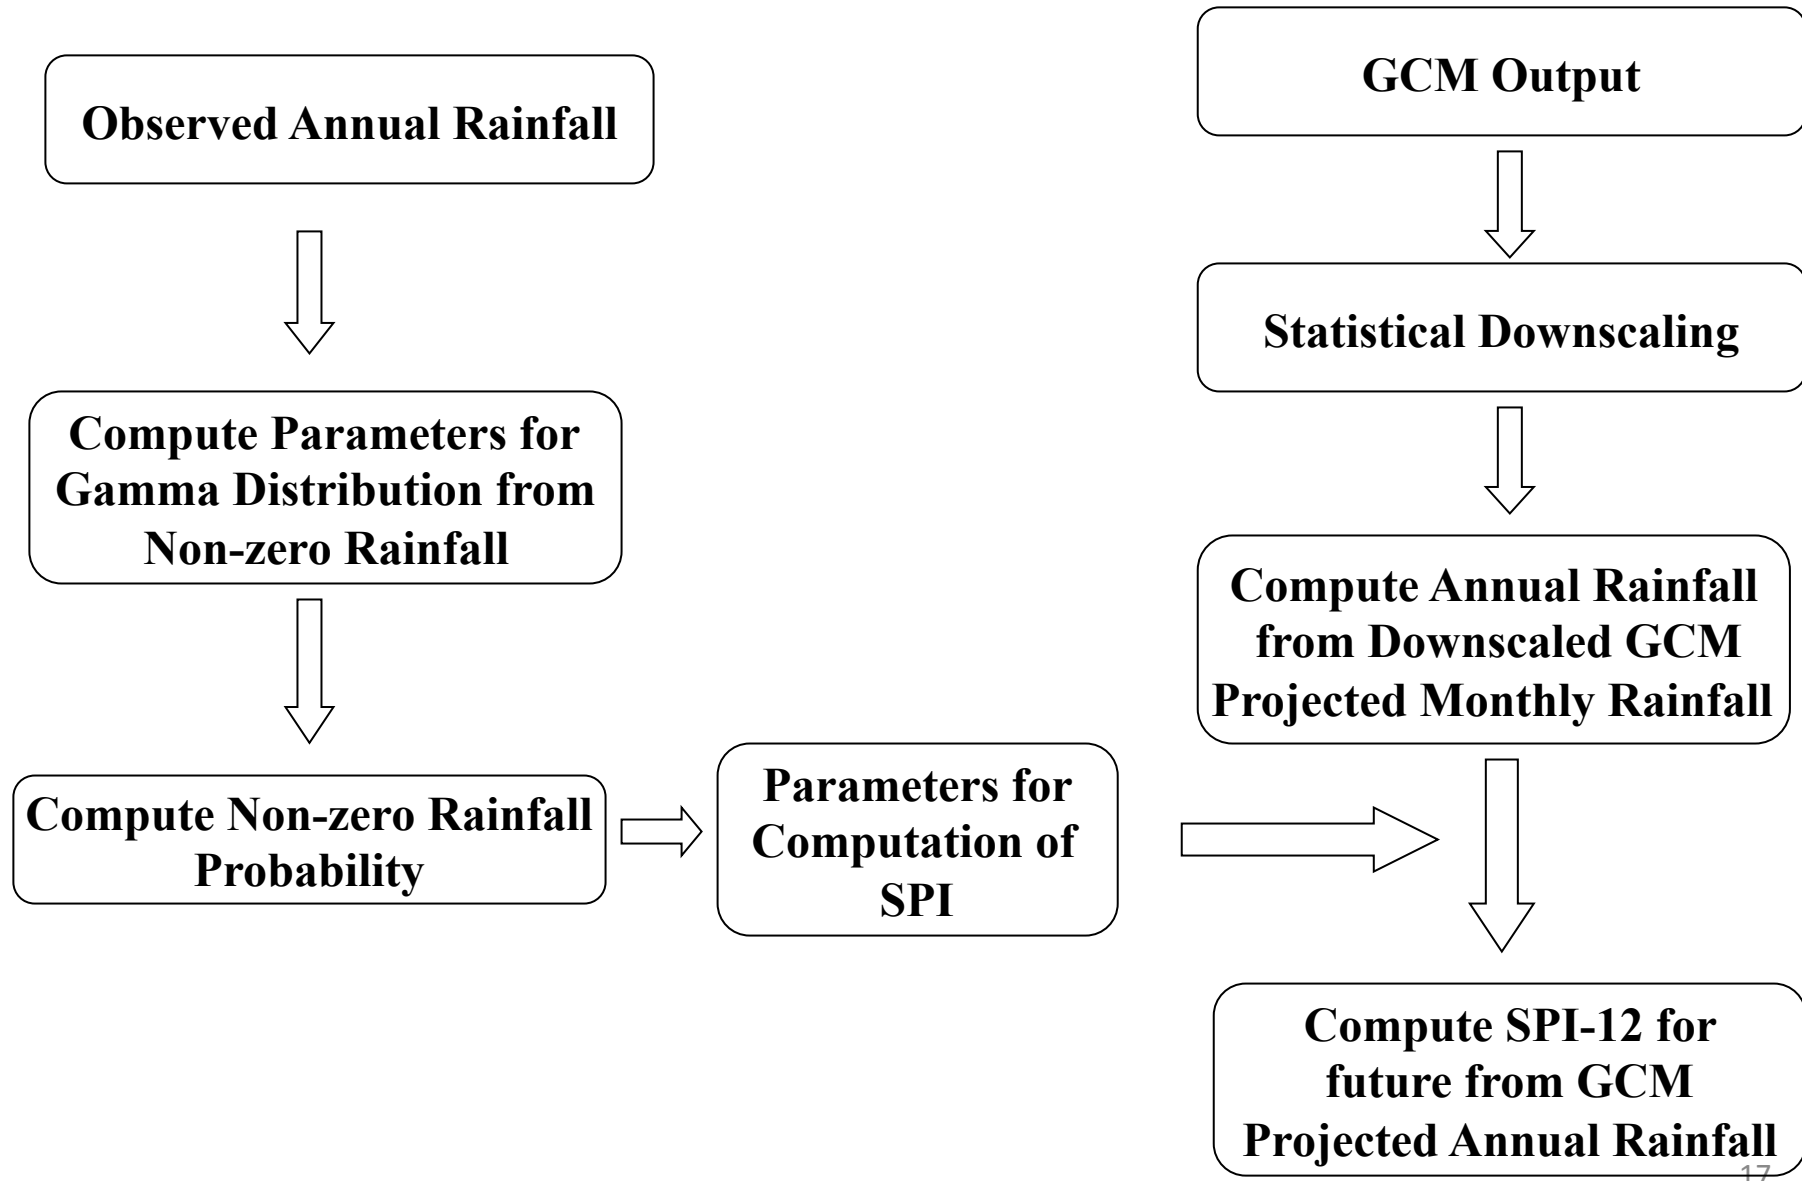 Observed Annual Rainfall
Compute Parameters for
Gamma Distribution from
Non-zero Rainfall
Compute Non-zero Rainfall
Probability
Parameters for
Computation of
SPI
GCM Output
Statistical Downscaling
Compute Annual Rainfall
from Downscaled GCM
Projected Monthly Rainfall
Compute SPI-12 for
future from GCM
Projected Annual Rainfall
17